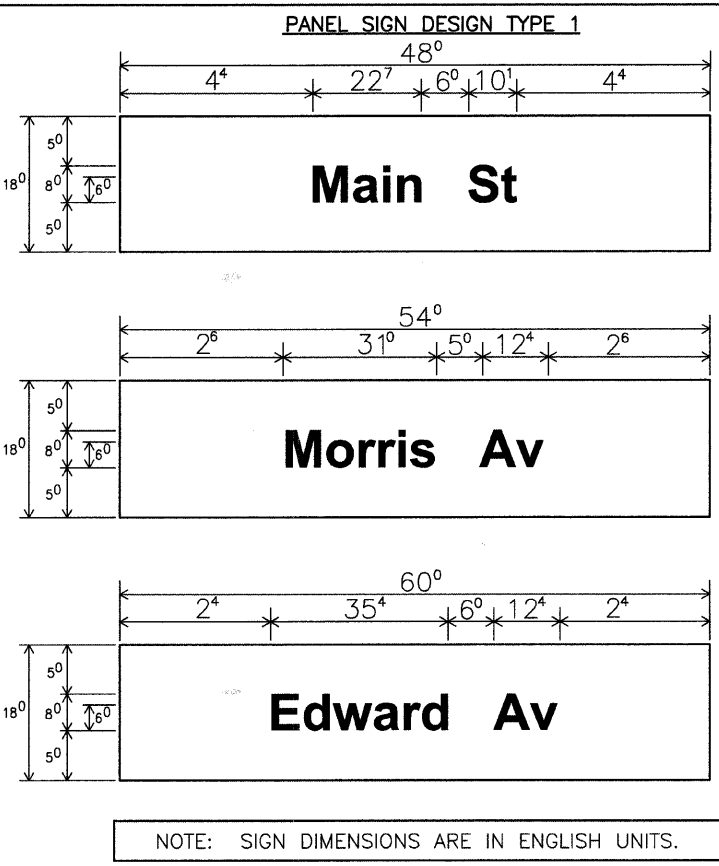 PANEL SIGN DESIGN TYPE 1
48⁰
4⁴ 22⁷ 6⁰ 10¹ 4⁴
18⁰ 5⁰ 8⁰ 6⁰ 5⁰
Main St
54⁰
2⁶ 31⁰ 5⁰ 12⁴ 2⁶
18⁰ 5⁰ 8⁰ 6⁰ 5⁰
Morris Av
60⁰
2⁴ 35⁴ 6⁰ 12⁴ 2⁴
18⁰ 5⁰ 8⁰ 6⁰ 5⁰
Edward Av
NOTE: SIGN DIMENSIONS ARE IN ENGLISH UNITS.